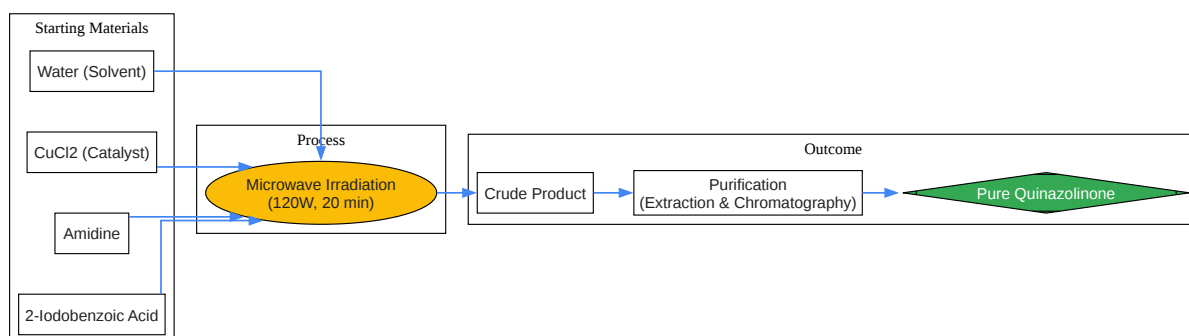 Starting Materials
Water (Solvent)
CuCl2 (Catalyst)
Amidine
2-Iodobenzoic Acid
Process
Microwave Irradiation
(120W, 20 min)
Outcome
Crude Product
Purification
(Extraction & Chromatography)
Pure Quinazolinone